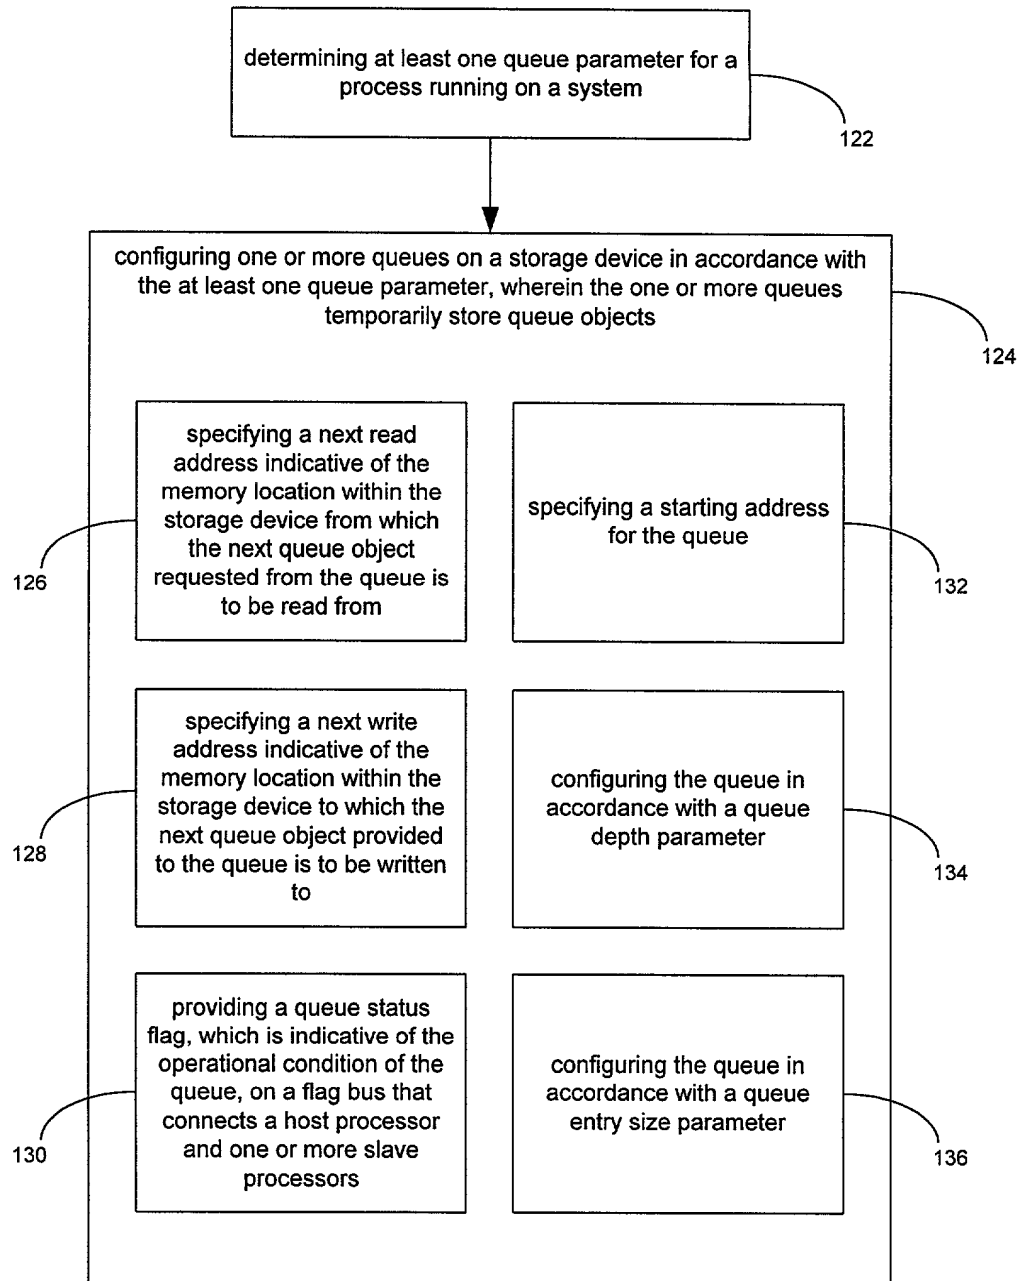 determining at least one queue parameter for a
process running on a system
122
configuring one or more queues on a storage device in accordance with
the at least one queue parameter, wherein the one or more queues
temporarily store queue objects
124
specifying a next read
address indicative of the
memory location within the
storage device from which
the next queue object
requested from the queue is
to be read from
126
specifying a starting address
for the queue
132
specifying a next write
address indicative of the
memory location within the
storage device to which the
next queue object provided
to the queue is to be written
to
128
configuring the queue in
accordance with a queue
depth parameter
134
providing a queue status
flag, which is indicative of the
operational condition of the
queue, on a flag bus that
connects a host processor
and one or more slave
processors
130
configuring the queue in
accordance with a queue
entry size parameter
136